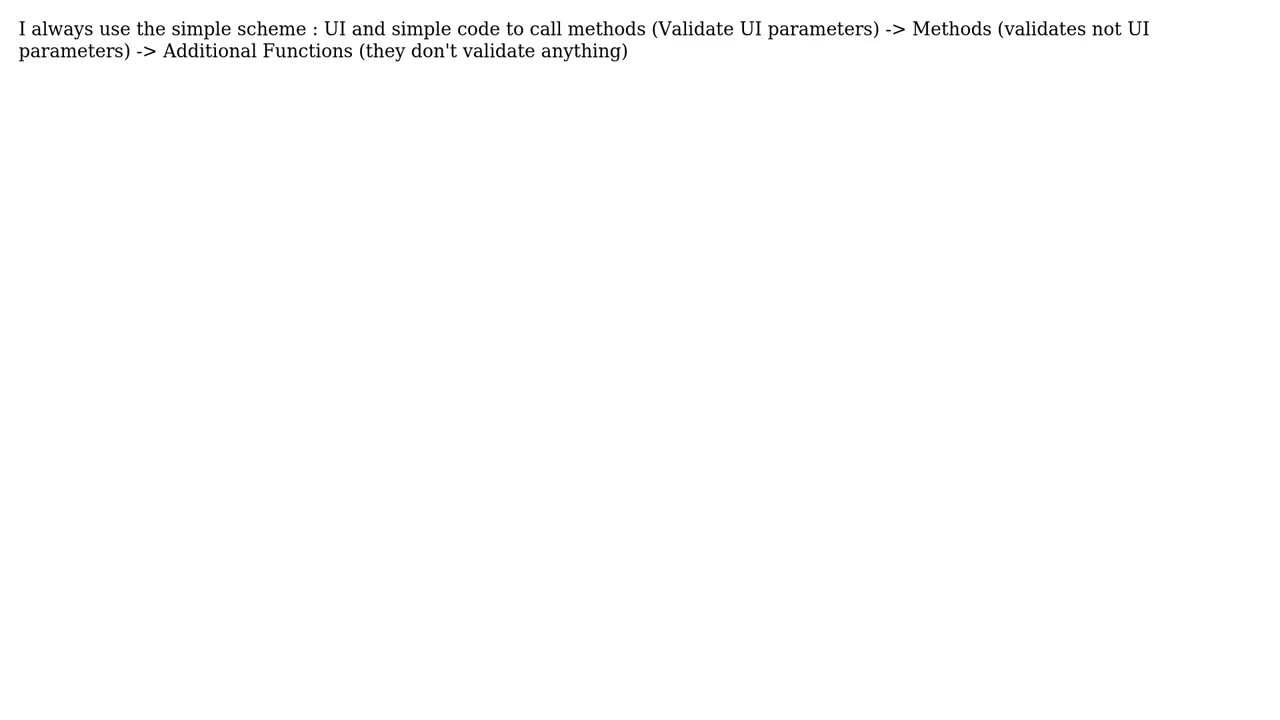 I always use the simple scheme : UI and simple code to call methods (Validate UI parameters) -> Methods (validates not UI
parameters) -> Additional Functions (they don't validate anything)